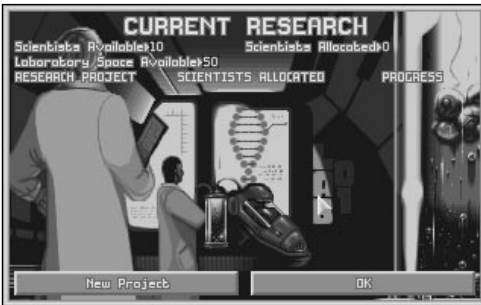 CURRENT RESEARCH
Scientists Available>10 Scientists Allocated>0
Laboratory Space Available>50
RESEARCH PROJECT SCIENTISTS ALLOCATED PROGRESS
New Project OK